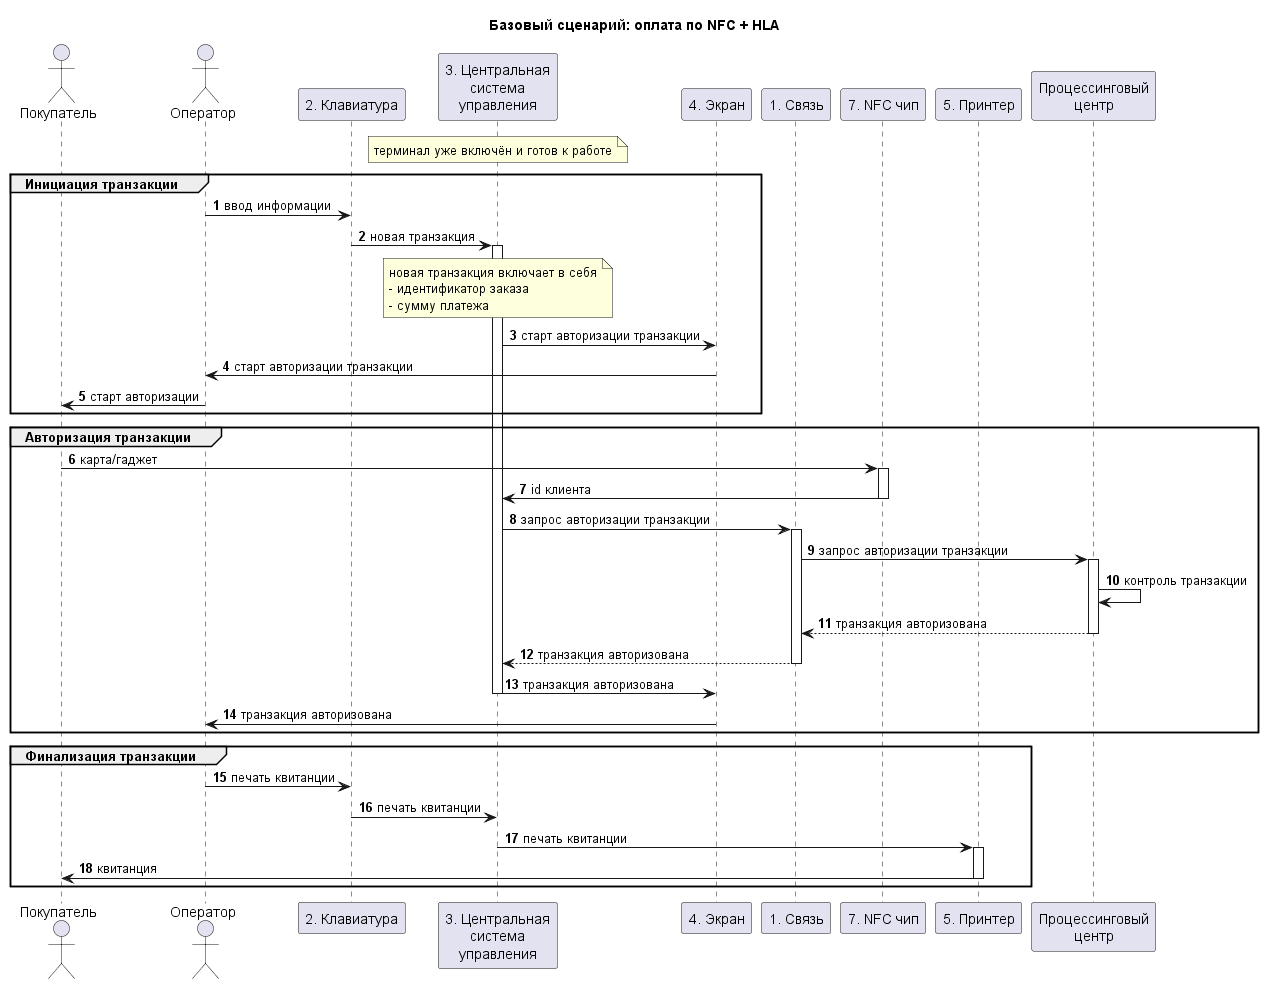 Базовый сценарий: оплата по NFC + HLA
Покупатель
Оператор
2. Клавиатура
3. Центральная
система
управления
4. Экран
1. Связь
7. NFC чип
5. Принтер
Процессинговый
центр
терминал уже включён и готов к работе
Инициация транзакции
1 ввод информации
2 новая транзакция
новая транзакция включает в себя
- идентификатор заказа
- сумму платежа
3 старт авторизации транзакции
4 старт авторизации транзакции
5 старт авторизации
Авторизация транзакции
6 карта/гаджет
7 id клиента
8 запрос авторизации транзакции
9 запрос авторизации транзакции
10 контроль транзакции
11 транзакция авторизована
12 транзакция авторизована
13 транзакция авторизована
14 транзакция авторизована
Финализация транзакции
15 печать квитанции
16 печать квитанции
17 печать квитанции
18 квитанция
Покупатель
Оператор
2. Клавиатура
3. Центральная
система
управления
4. Экран
1. Связь
7. NFC чип
5. Принтер
Процессинговый
центр